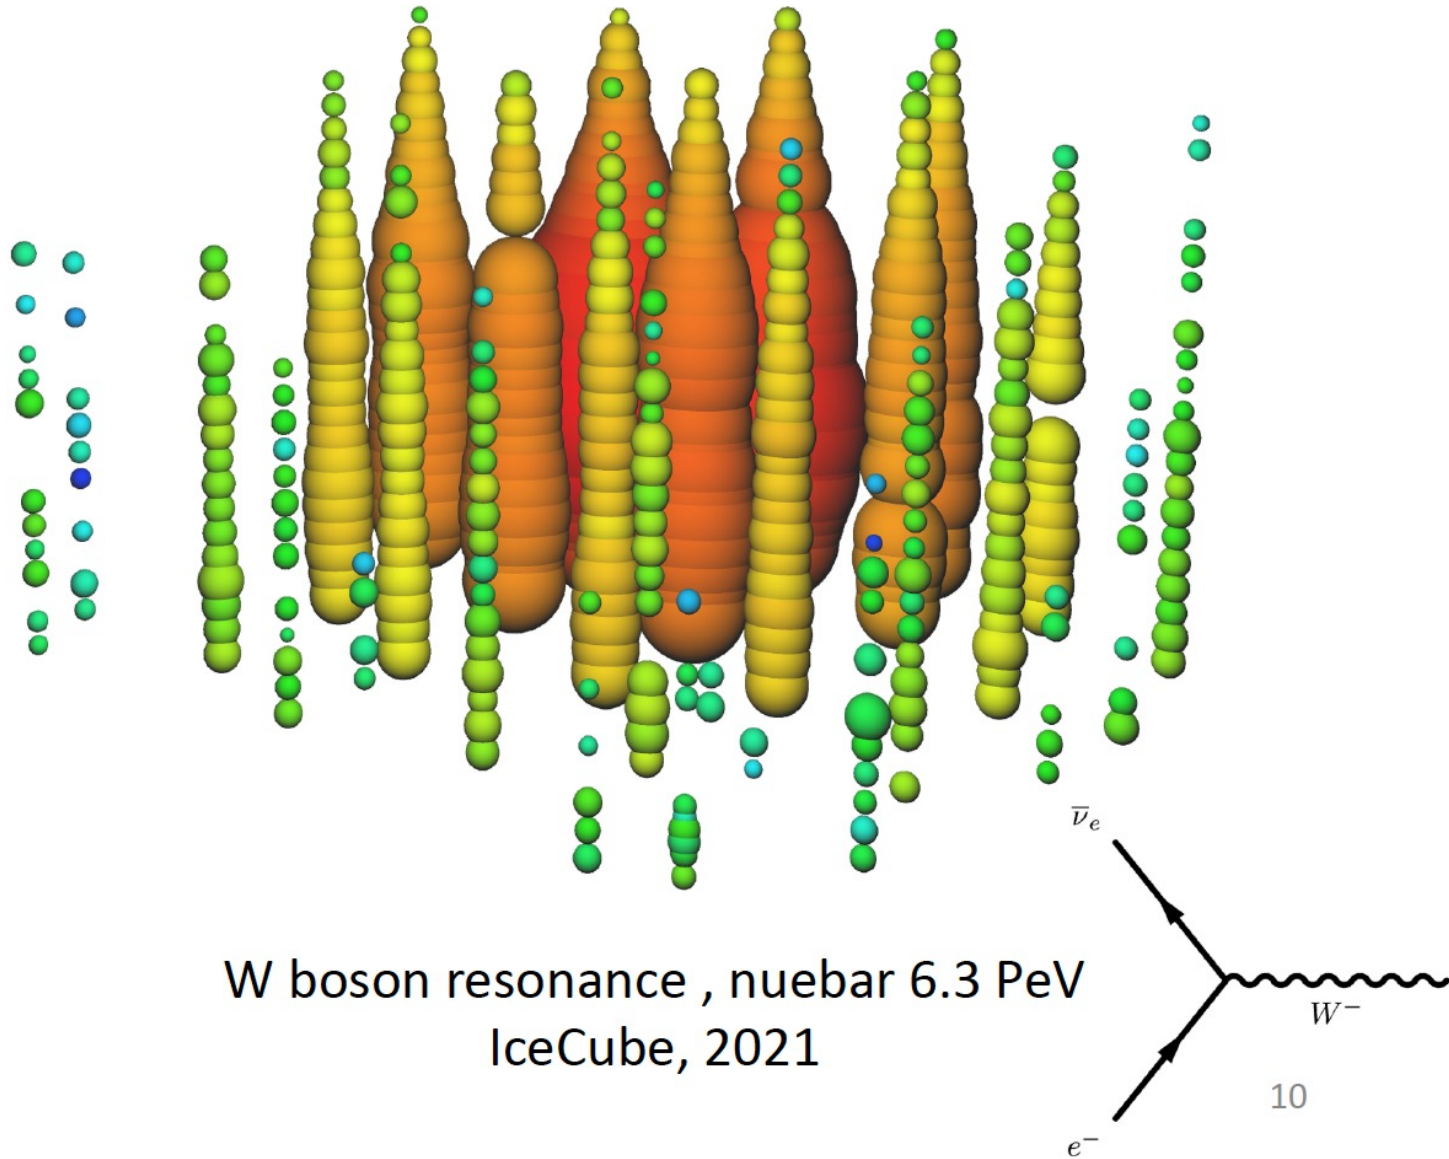 ν̅e
W boson resonance , nuebar 6.3 PeV
W−
IceCube, 2021
10
e−